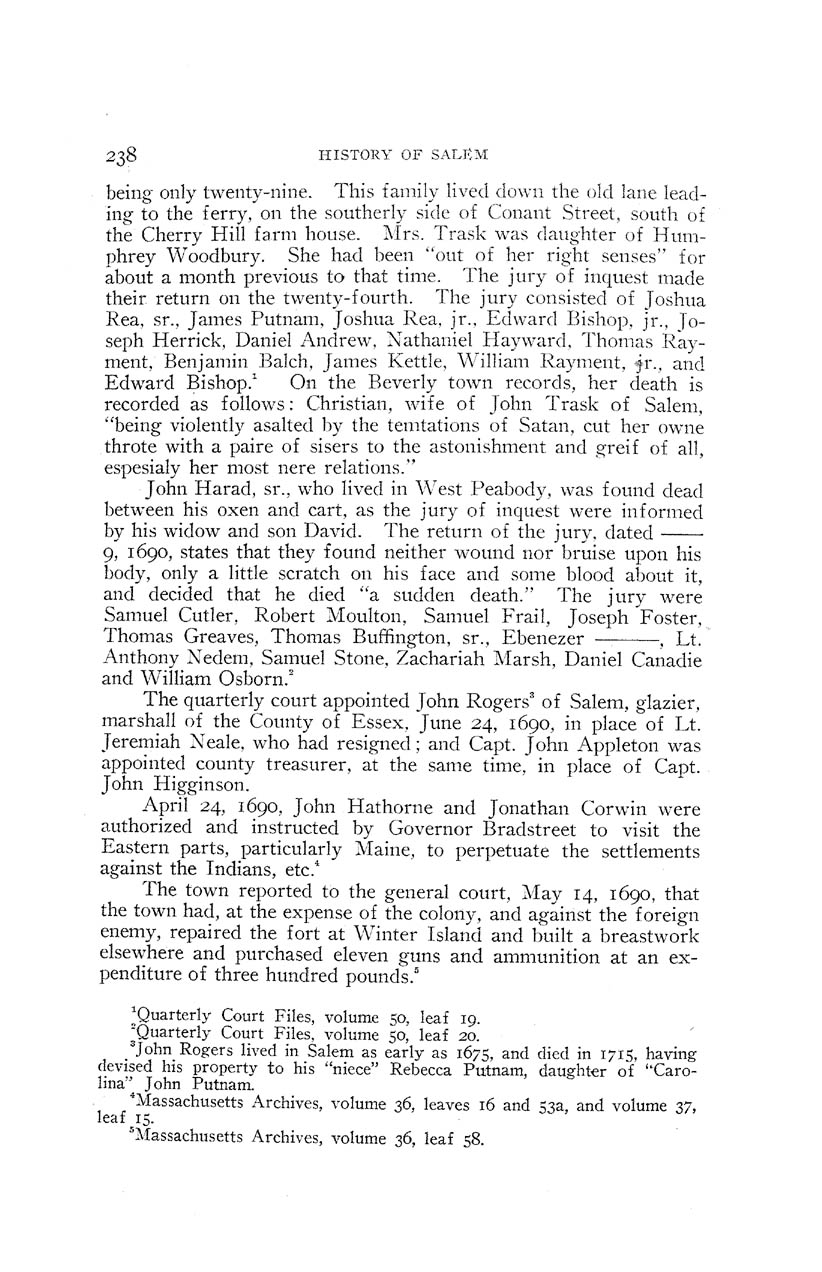 238 HISTORY OF SALEM
being only twenty-nine. This family lived down the old lane lead-
ing to the ferry, on the southerly side of Conant Street, south of
the Cherry Hill farm house. Mrs. Trask was daughter of Hum-
phrey Woodbury. She had been "out of her right senses" for
about a month previous to that time. The jury of inquest made
their return on the twenty-fourth. The jury consisted of Joshua
Rea, sr., James Putnam, Joshua Rea, jr., Edward Bishop, jr., Jo-
seph Herrick, Daniel Andrew, Nathaniel Hayward, Thomas Ray-
ment, Benjamin Balch, James Kettle, William Rayment, jr., and
Edward Bishop.¹ On the Beverly town records, her death is
recorded as follows: Christian, wife of John Trask of Salem,
"being violently asalted by the temtations of Satan, cut her owne
throte with a paire of sisers to the astonishment and greif of all,
espesialy her most nere relations."
John Harad, sr., who lived in West Peabody, was found dead
between his oxen and cart, as the jury of inquest were informed
by his widow and son David. The return of the jury, dated ——
9, 1690, states that they found neither wound nor bruise upon his
body, only a little scratch on his face and some blood about it,
and decided that he died "a sudden death." The jury were
Samuel Cutler, Robert Moulton, Samuel Frail, Joseph Foster,
Thomas Greaves, Thomas Buffington, sr., Ebenezer ———, Lt.
Anthony Nedem, Samuel Stone, Zachariah Marsh, Daniel Canadie
and William Osborn.²
The quarterly court appointed John Rogers³ of Salem, glazier,
marshall of the County of Essex, June 24, 1690, in place of Lt.
Jeremiah Neale, who had resigned; and Capt. John Appleton was
appointed county treasurer, at the same time, in place of Capt.
John Higginson.
April 24, 1690, John Hathorne and Jonathan Corwin were
authorized and instructed by Governor Bradstreet to visit the
Eastern parts, particularly Maine, to perpetuate the settlements
against the Indians, etc.⁴
The town reported to the general court, May 14, 1690, that
the town had, at the expense of the colony, and against the foreign
enemy, repaired the fort at Winter Island and built a breastwork
elsewhere and purchased eleven guns and ammunition at an ex-
penditure of three hundred pounds.⁵
¹Quarterly Court Files, volume 50, leaf 19.
²Quarterly Court Files, volume 50, leaf 20.
³John Rogers lived in Salem as early as 1675, and died in 1715, having
devised his property to his "niece" Rebecca Putnam, daughter of "Caro-
lina" John Putnam.
⁴Massachusetts Archives, volume 36, leaves 16 and 53a, and volume 37,
leaf 15.
⁵Massachusetts Archives, volume 36, leaf 58.